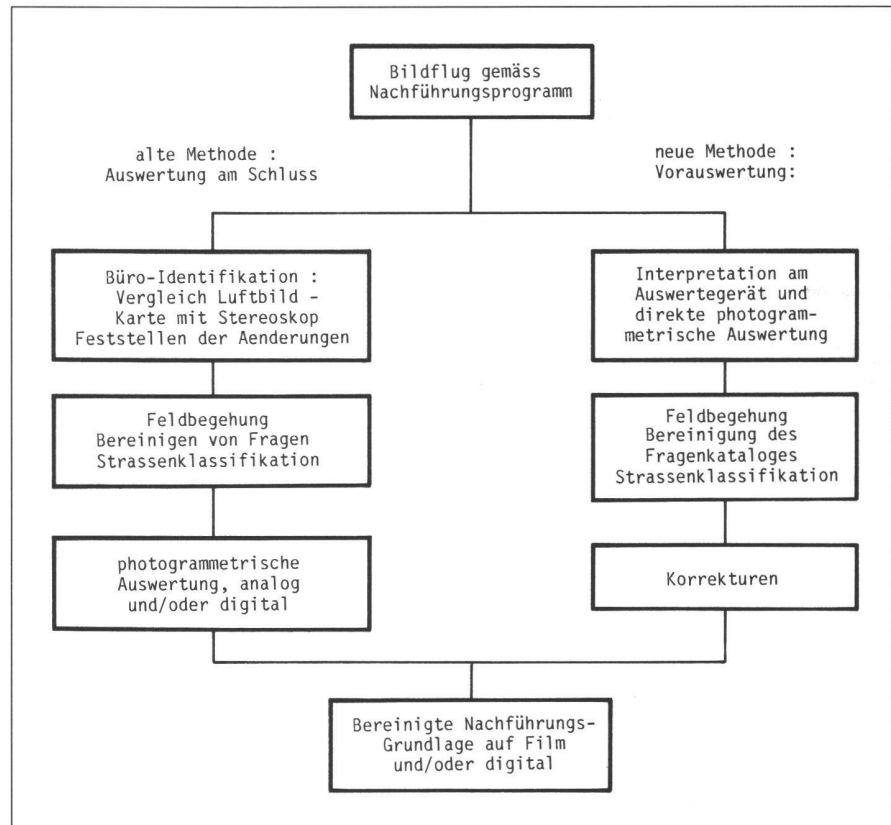 Bildflug gemäss
Nachführungsprogramm
alte Methode :
Auswertung am Schluss
neue Methode :
Vorauswertung:
Büro-Identifikation :
Vergleich Luftbild -
Karte mit Stereoskop
Feststellen der Aenderungen
Interpretation am
Auswertegerät und
direkte photogram-
metrische Auswertung
Feldbegehung
Bereinigen von Fragen
Strassenklassifikation
Feldbegehung
Bereinigung des
Fragenkataloges
Strassenklassifikation
photogrammetrische
Auswertung, analog
und/oder digital
Korrekturen
Bereinigte Nachführungs-
Grundlage auf Film
und/oder digital